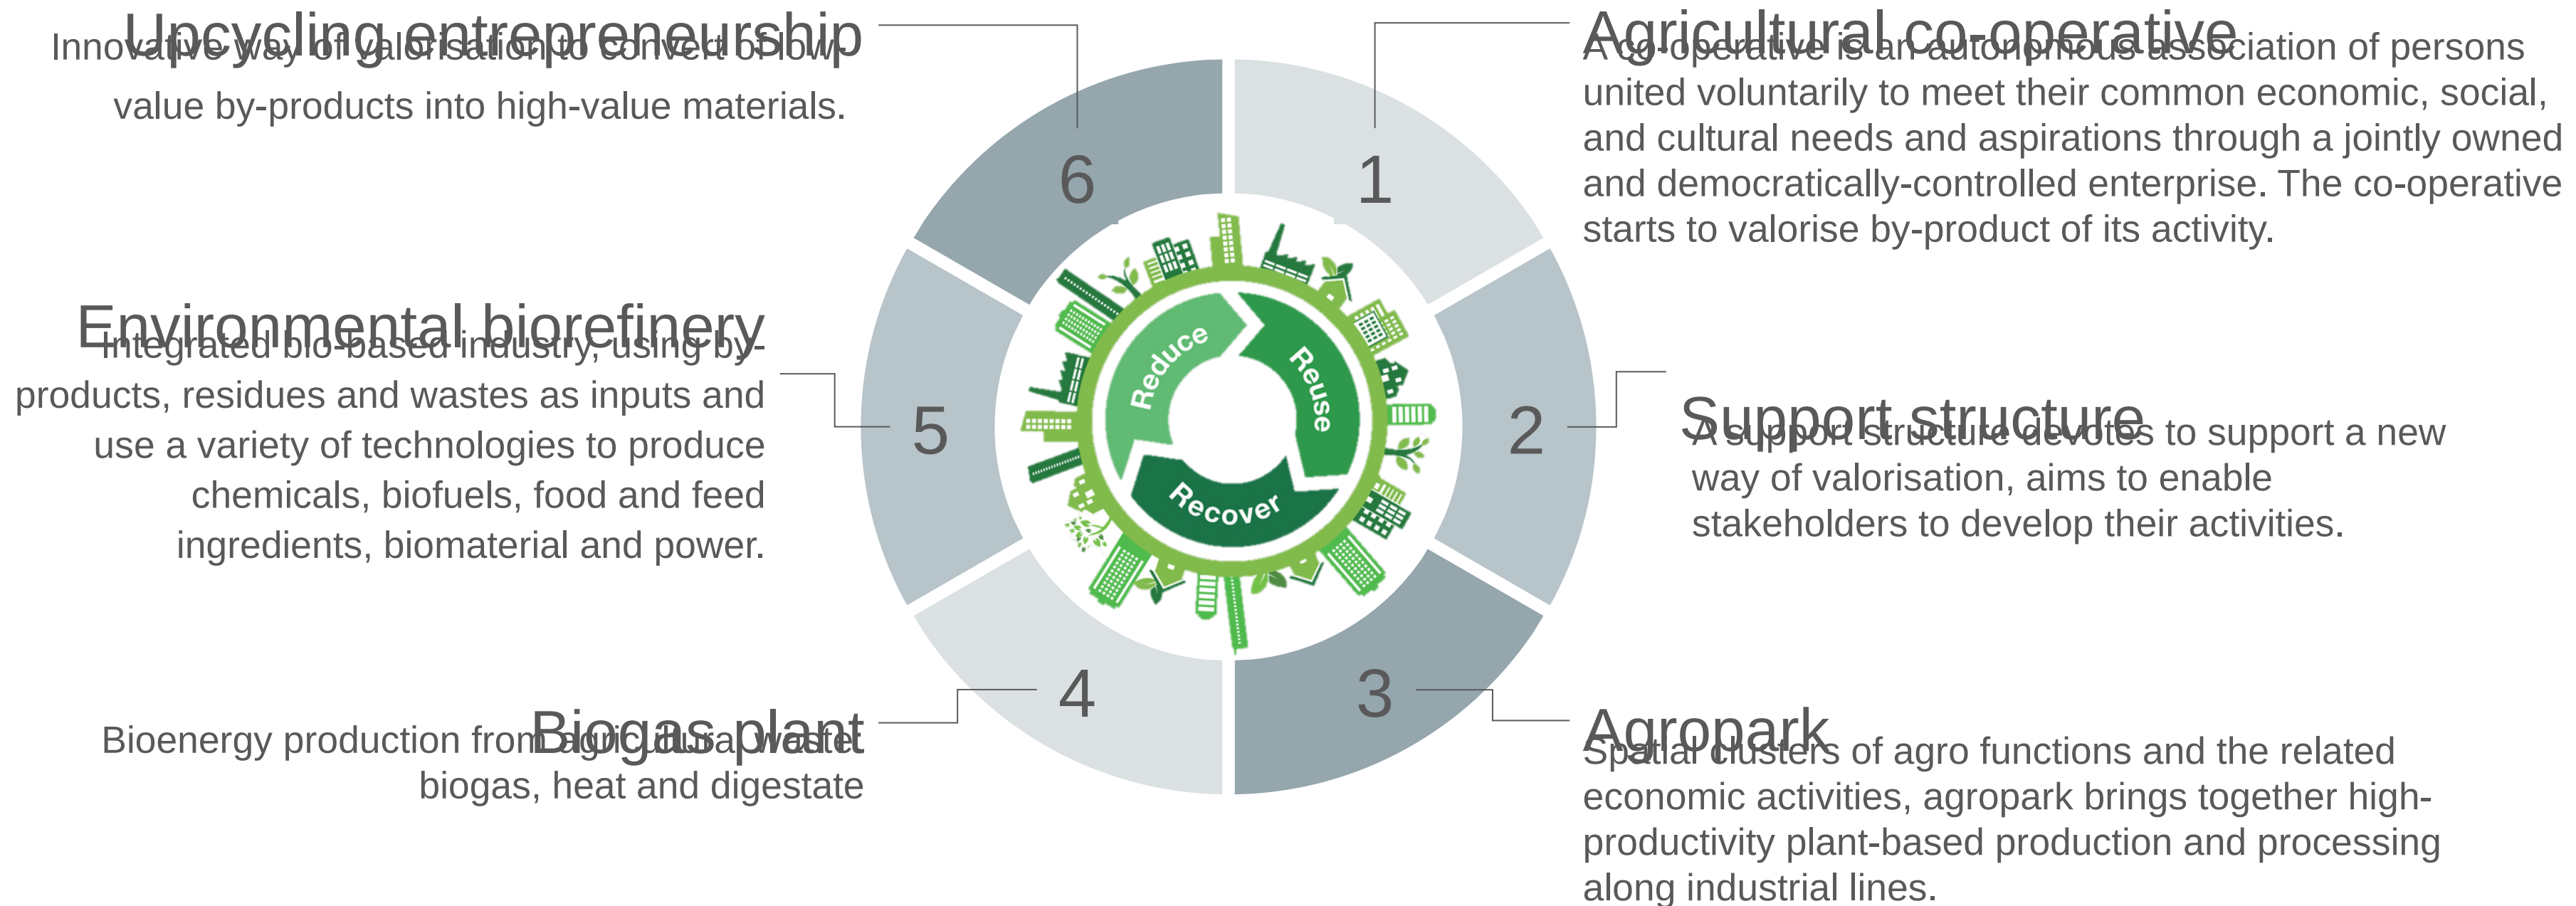 Upcycling entrepreneurship
Innovative way of valorisation to convert of low-
value by-products into high-value materials.
Agricultural co-operative
A co-operative is an autonomous association of persons
united voluntarily to meet their common economic, social,
and cultural needs and aspirations through a jointly owned
and democratically-controlled enterprise. The co-operative
starts to valorise by-product of its activity.
6
1
Environmental biorefinery
Integrated bio-based industry, using by-
products, residues and wastes as inputs and
use a variety of technologies to produce
chemicals, biofuels, food and feed
ingredients, biomaterial and power.
Reduce
Reuse
Recover
5
2
Support structure
A support structure devotes to support a new
way of valorisation, aims to enable
stakeholders to develop their activities.
4
3
Biogas plant
Bioenergy production from agricultural waste:
biogas, heat and digestate
Agropark
Spatial clusters of agro functions and the related
economic activities, agropark brings together high-
productivity plant-based production and processing
along industrial lines.